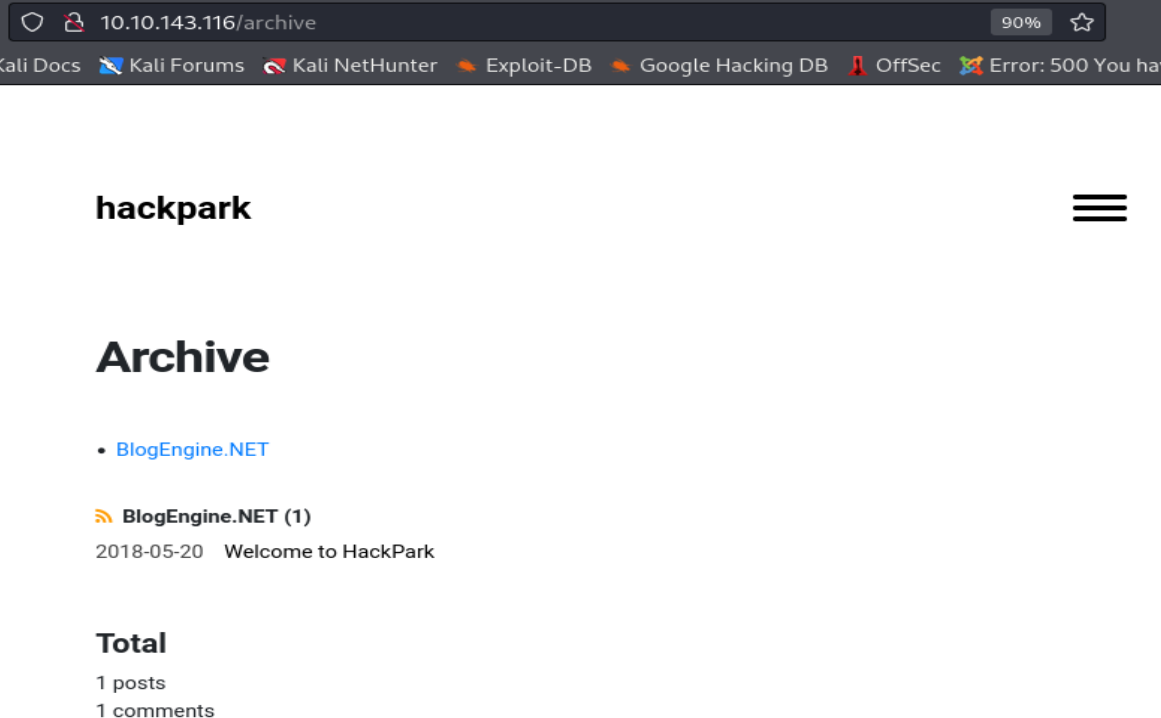 10.10.143.116/archive 90%
Kali Docs Kali Forums Kali NetHunter Exploit-DB Google Hacking DB OffSec Error: 500 You ha
hackpark
Archive
• BlogEngine.NET
BlogEngine.NET (1)
2018-05-20 Welcome to HackPark
Total
1 posts
1 comments